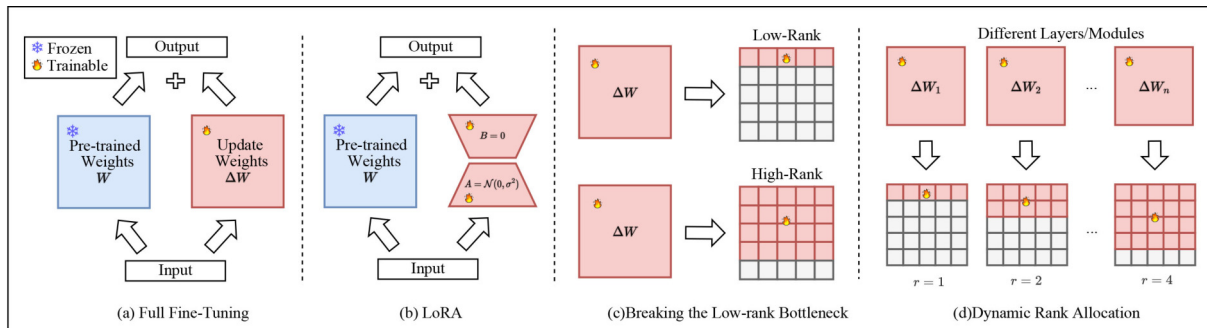 Frozen
Trainable
Output
Pre-trained
Weights
W
Update
Weights
ΔW
Input
(a) Full Fine-Tuning
Output
Pre-trained
Weights
W
B = 0
A = N(0, σ²)
Input
(b) LoRA
Low-Rank
ΔW
High-Rank
ΔW
(c)Breaking the Low-rank Bottleneck
Different Layers/Modules
ΔW₁
ΔW₂
...
ΔWₙ
...
r = 1
r = 2
r = 4
(d)Dynamic Rank Allocation